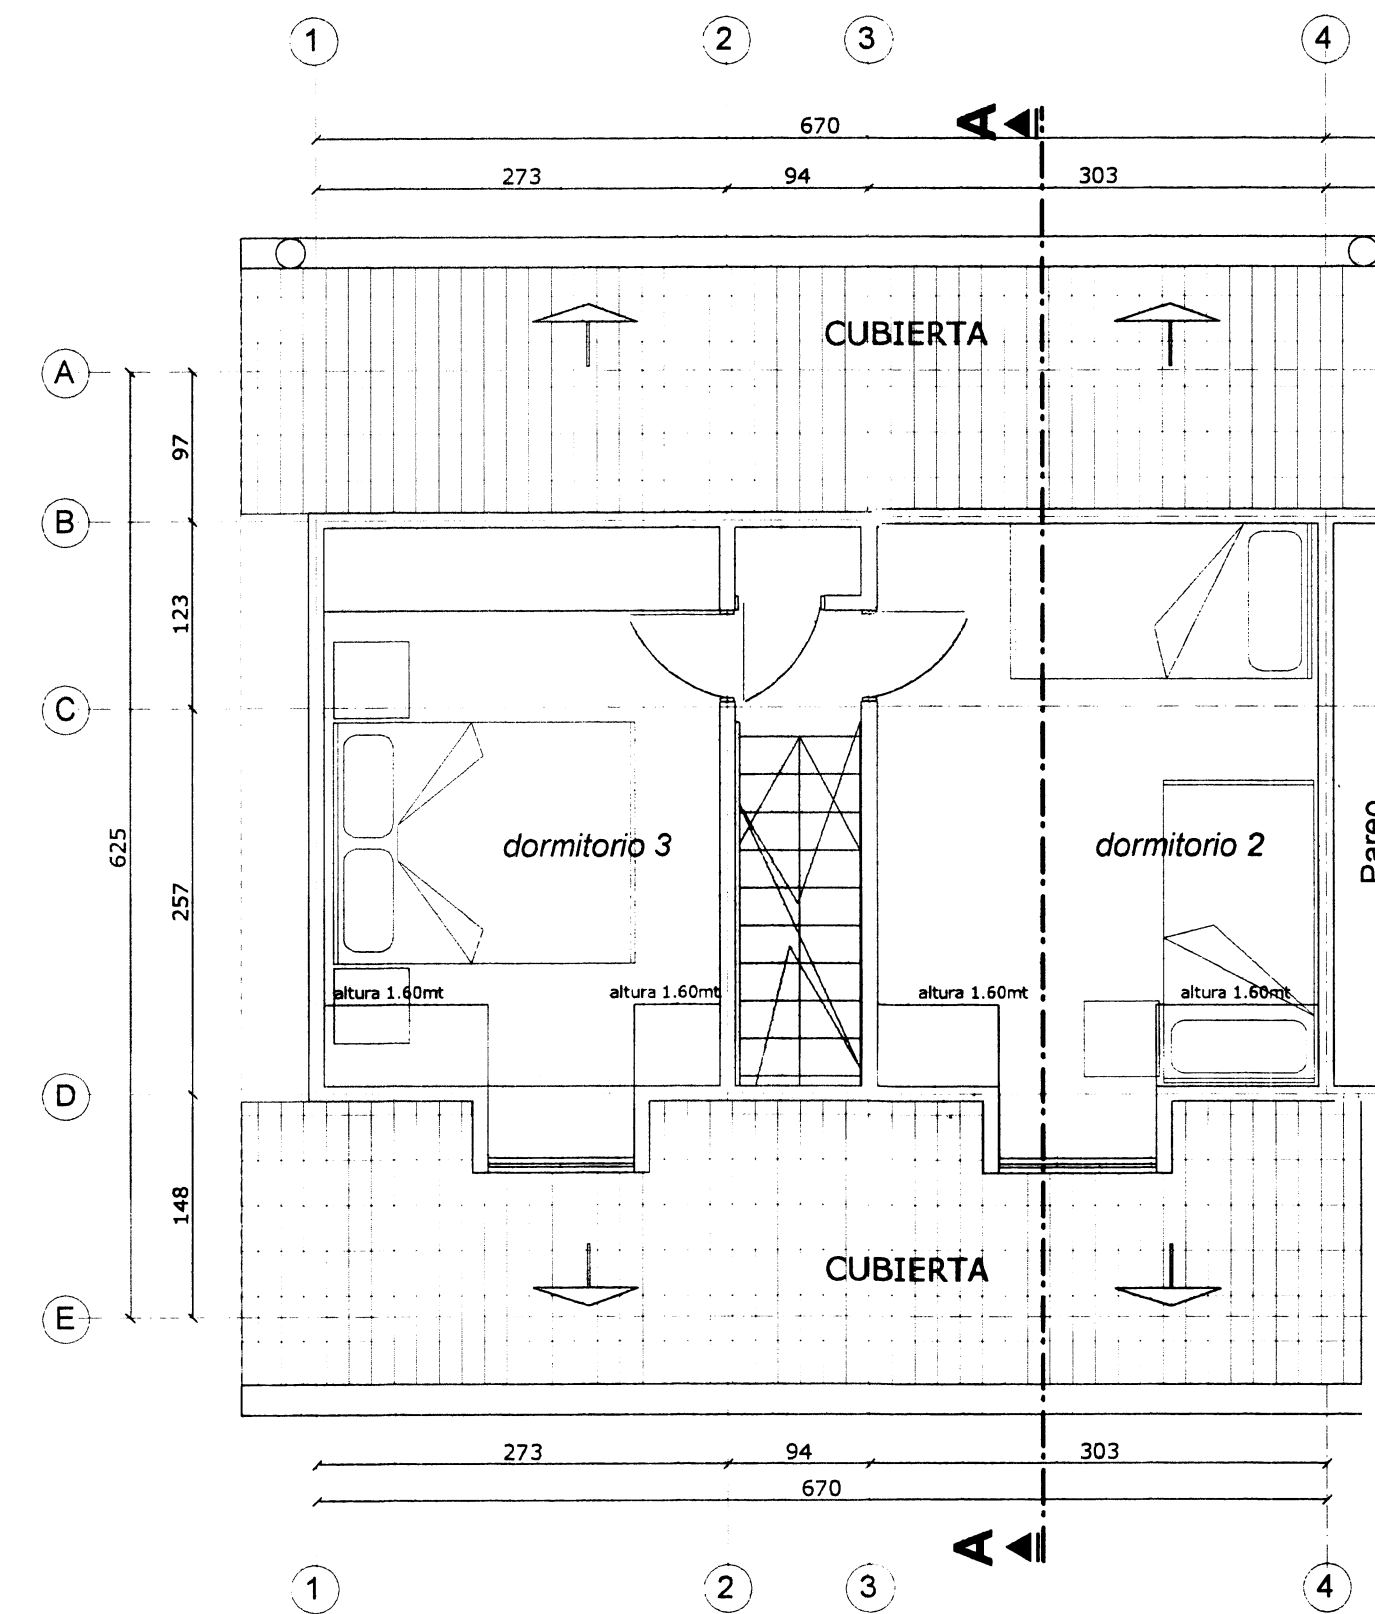 1 2 3 4
A
670
273 94 303
CUBIERTA
A
97
B
123
C
dormitorio 3 dormitorio 2
Pareo
625
257
altura 1.60mt altura 1.60mt altura 1.60mt altura 1.60mt
D
148
CUBIERTA
E
273 94 303
670
A
1 2 3 4